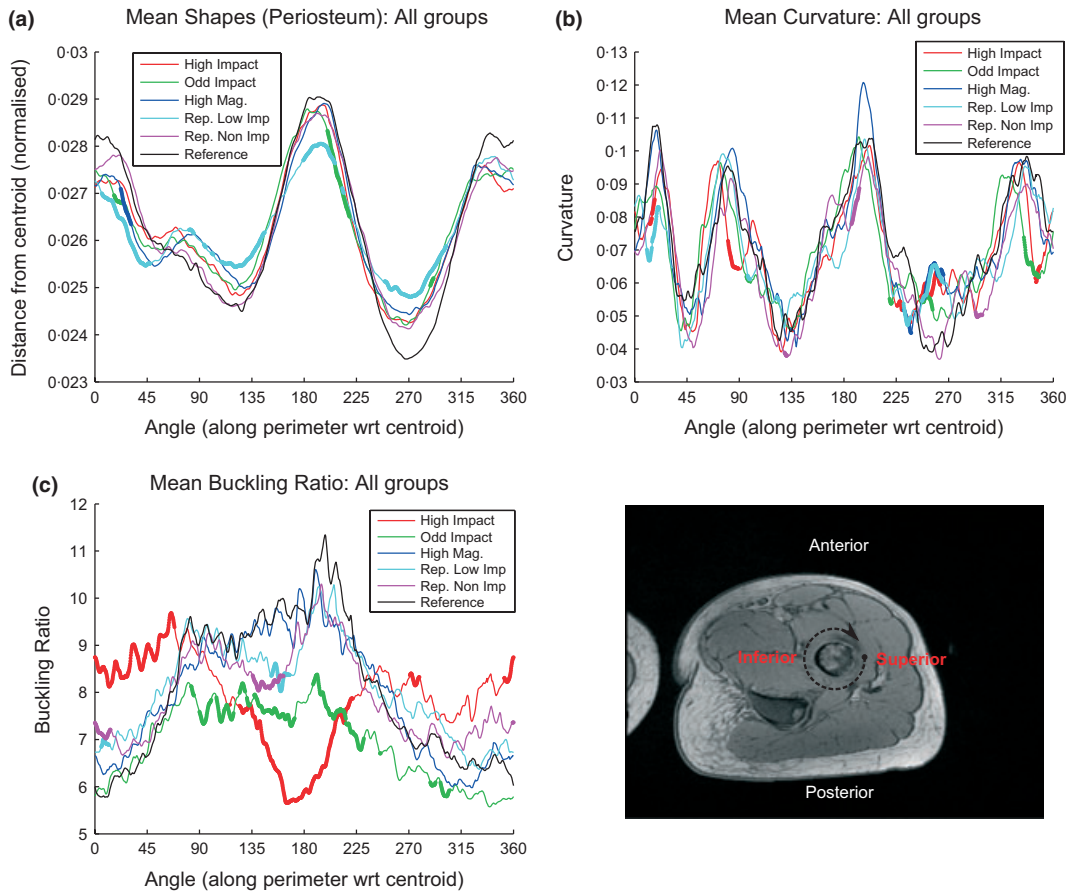 (a)
Mean Shapes (Periosteum): All groups
0·03
0·029
0·028
0·027
0·026
0·025
0·024
0·023
Distance from centroid (normalised)
High Impact
Odd Impact
High Mag.
Rep. Low Imp
Rep. Non Imp
Reference
0 45 90 135 180 225 270 315 360
Angle (along perimeter wrt centroid)
(b)
Mean Curvature: All groups
0·13
0·12
0·11
0·1
0·09
0·08
0·07
0·06
0·05
0·04
0·03
Curvature
High Impact
Odd Impact
High Mag.
Rep. Low Imp
Rep. Non Imp
Reference
0 45 90 135 180 225 270 315 360
Angle (along perimeter wrt centroid)
(c)
Mean Buckling Ratio: All groups
12
11
10
9
8
7
6
5
Buckling Ratio
High Impact
Odd Impact
High Mag.
Rep. Low Imp
Rep. Non Imp
Reference
0 45 90 135 180 225 270 315 360
Angle (along perimeter wrt centroid)
Anterior
Inferior
Superior
Posterior